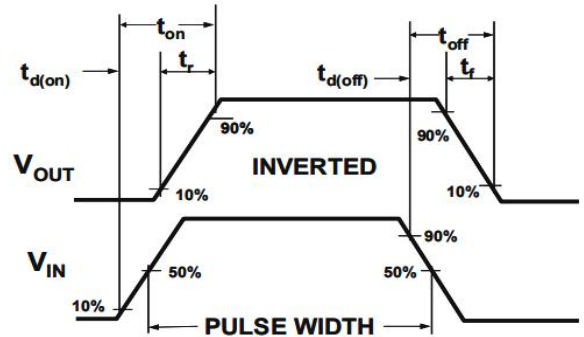 t_on t_off
t_d(on) t_r t_d(off) t_f
90% 90%
V_OUT INVERTED
10% 10%
V_IN 90%
50% 50%
10%
PULSE WIDTH